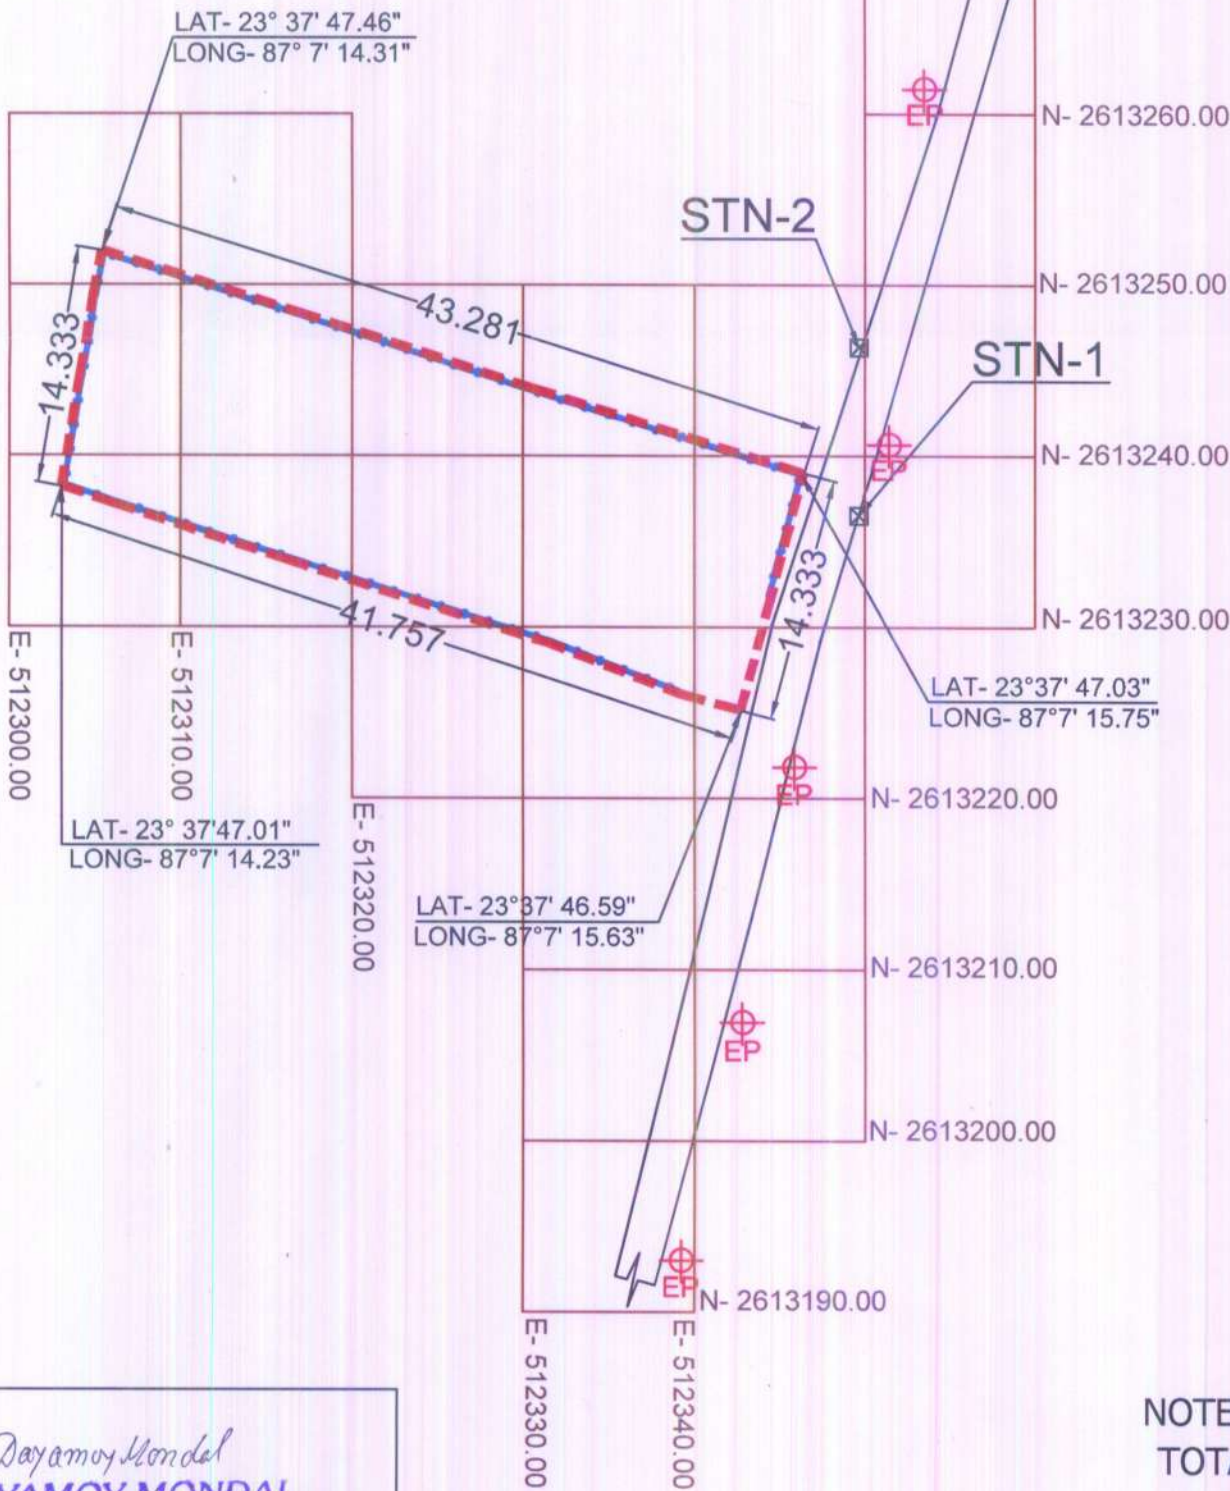 LAT- 23° 37' 47.46"
LONG- 87° 7' 14.31"
EP
N- 2613260.00
STN-2
N- 2613250.00
43.281
14.333
STN-1
N- 2613240.00
EP
41.757
14.333
N- 2613230.00
E- 512300.00
E- 512310.00
LAT- 23°37' 47.03"
LONG- 87°7' 15.75"
EP
N- 2613220.00
LAT- 23° 37'47.01"
LONG- 87°7' 14.23"
E- 512320.00
LAT- 23°37' 46.59"
LONG- 87°7' 15.63"
N- 2613210.00
EP
N- 2613200.00
EP
N- 2613190.00
E- 512330.00
E- 512340.00
NOTE
TOTA
Dayamoy Mondal
YAMOY MONDAL